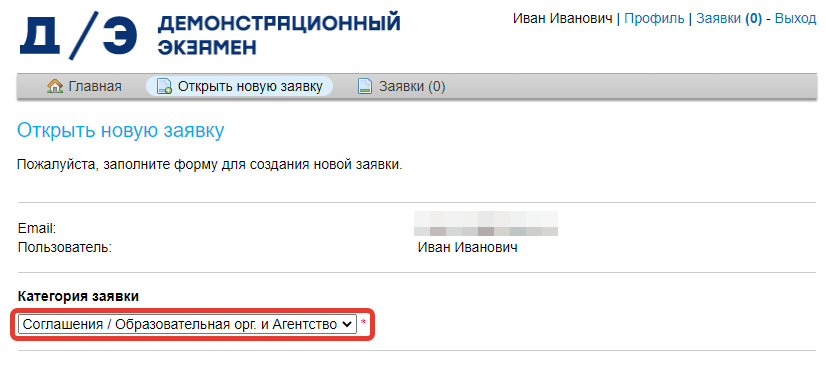 Д/Э ДЕМОНСТРАЦИОННЫЙ
ЭКЗАМЕН
Иван Иванович | Профиль | Заявки (0) - Выход
Главная Открыть новую заявку Заявки (0)
Открыть новую заявку
Пожалуйста, заполните форму для создания новой заявки.
Email:
Пользователь: Иван Иванович
Категория заявки
Соглашения / Образовательная орг. и Агентство *